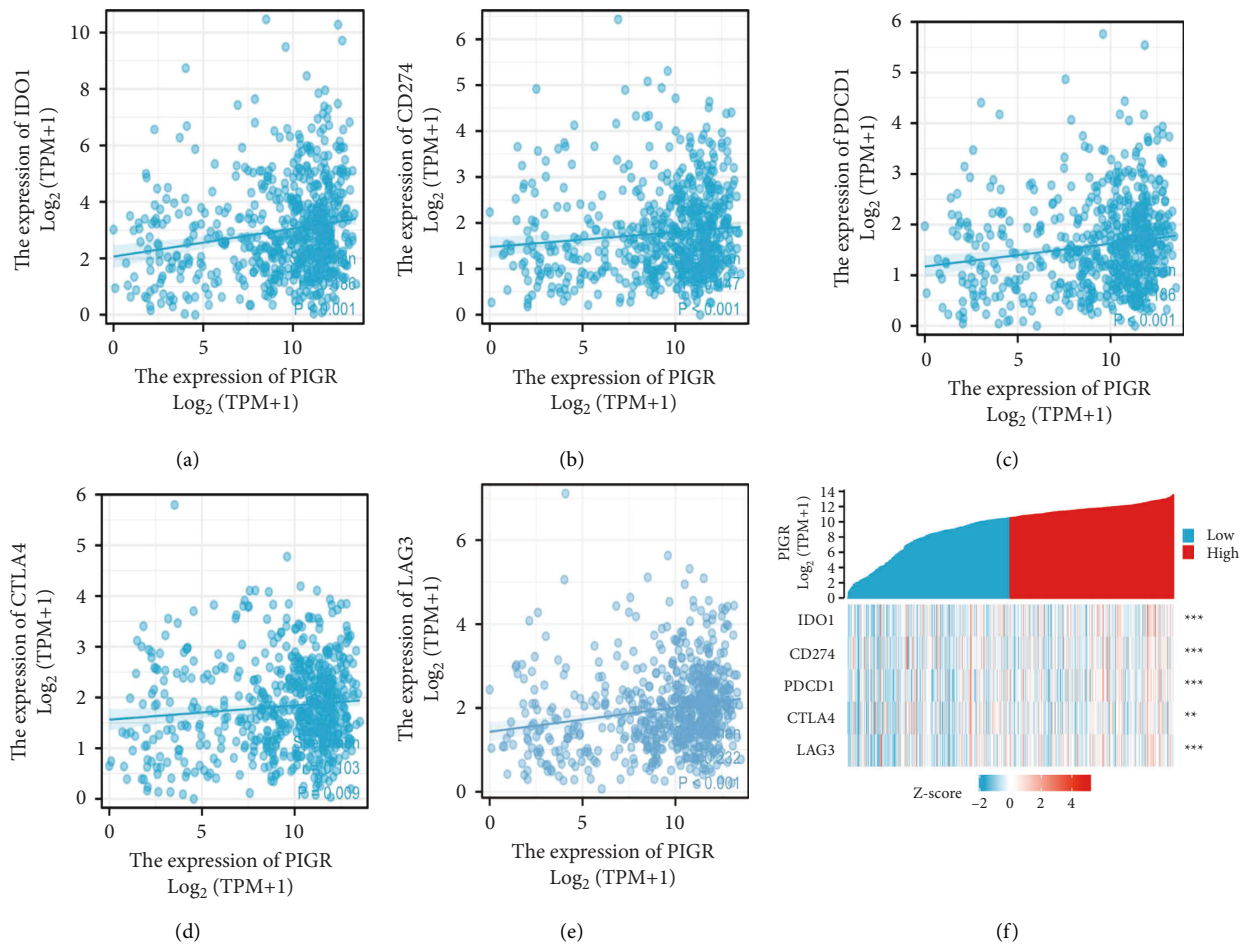 The expression of IDO1
Log2 (TPM+1)
10
8
6
4
2
0
P < 0.001
0 5 10
The expression of PIGR
Log2 (TPM+1)
(a)
The expression of CD274
Log2 (TPM+1)
6
5
4
3
2
1
0
P < 0.001
0 5 10
The expression of PIGR
Log2 (TPM+1)
(b)
The expression of PDCD1
Log2 (TPM+1)
6
5
4
3
2
1
0
P < 0.001
0 5 10
The expression of PIGR
Log2 (TPM+1)
(c)
The expression of CTLA4
Log2 (TPM+1)
6
5
4
3
2
1
0
P = 0.009
0 5 10
The expression of PIGR
Log2 (TPM+1)
(d)
The expression of LAG3
Log2 (TPM+1)
6
4
2
0
P < 0.001
0 5 10
The expression of PIGR
Log2 (TPM+1)
(e)
PIGR
Log2 (TPM+1)
14
12
10
8
6
4
2
0
Low
High
IDO1 ***
CD274 ***
PDCD1 ***
CTLA4 **
LAG3 ***
Z-score −2 0 2 4
(f)